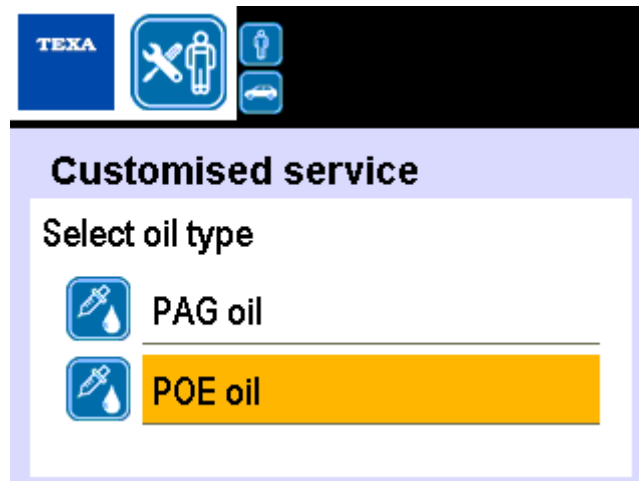 TEXA
Customised service
Select oil type
PAG oil
POE oil